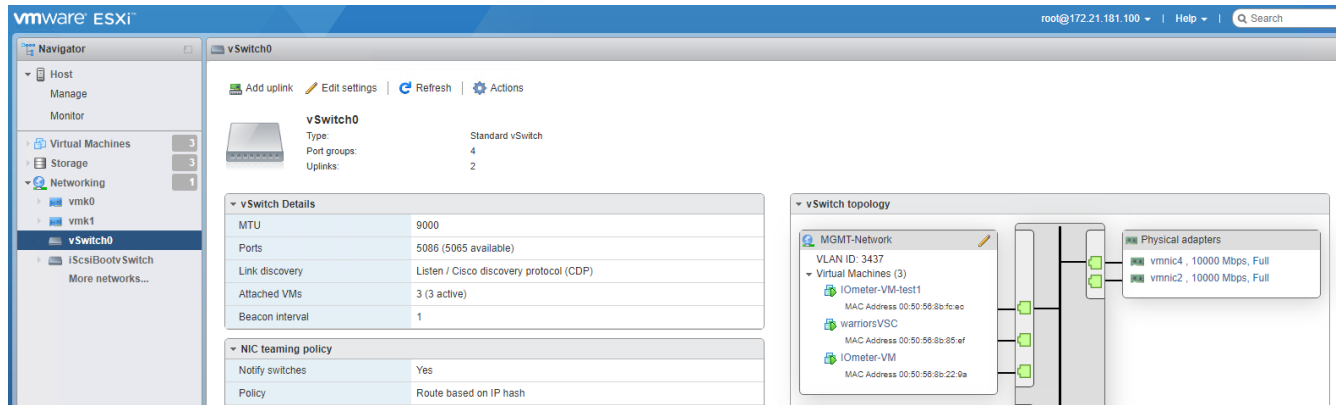 vmware ESXi™
root@172.21.181.100 | Help | Search
Navigator
Host
Manage
Monitor
Virtual Machines 3
Storage 3
Networking 1
vmk0
vmk1
vSwitch0
iScsiBootvSwitch
More networks...
vSwitch0
Add uplink | Edit settings | Refresh | Actions
vSwitch0
Type: Standard vSwitch
Port groups: 4
Uplinks: 2
vSwitch Details
MTU 9000
Ports 5086 (5065 available)
Link discovery Listen / Cisco discovery protocol (CDP)
Attached VMs 3 (3 active)
Beacon interval 1
NIC teaming policy
Notify switches Yes
Policy Route based on IP hash
vSwitch topology
MGMT-Network
VLAN ID: 3437
Virtual Machines (3)
IOmeter-VM-test1
MAC Address 00:50:56:8b:fc:ec
warriorsVSC
MAC Address 00:50:56:8b:85:ef
IOmeter-VM
MAC Address 00:50:56:8b:22:9a
Physical adapters
vmnic4 , 10000 Mbps, Full
vmnic2 , 10000 Mbps, Full